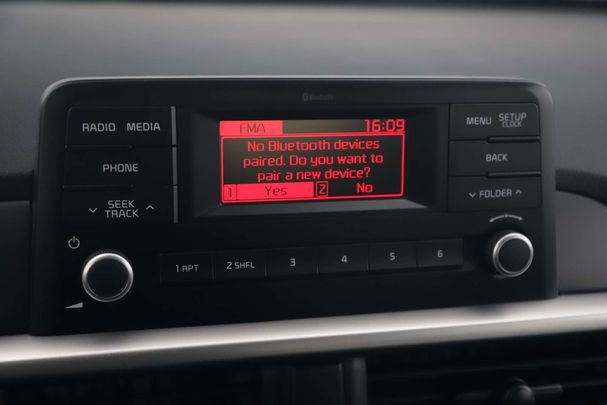 Bluetooth
RADIO MEDIA
PHONE
SEEK
TRACK
FMA 16:09
No Bluetooth devices
paired. Do you want to
pair a new device?
1 Yes 2 No
MENU SETUP
CLOCK
BACK
FOLDER
1 RPT 2 SHFL 3 4 5 6